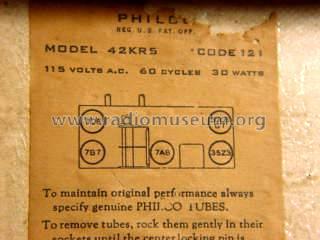 PHILCO
REG. U.S. PAT. OFF.
MODEL 42KR5 CODE 121
115 VOLTS A.C. 60 CYCLES 30 WATTS
www.radiomuseum.org
7B7
7A8
35Z3
To maintain original performance always
specify genuine PHILCO TUBES.
To remove tubes, rock them gently in their
sockets until the center locking pin is